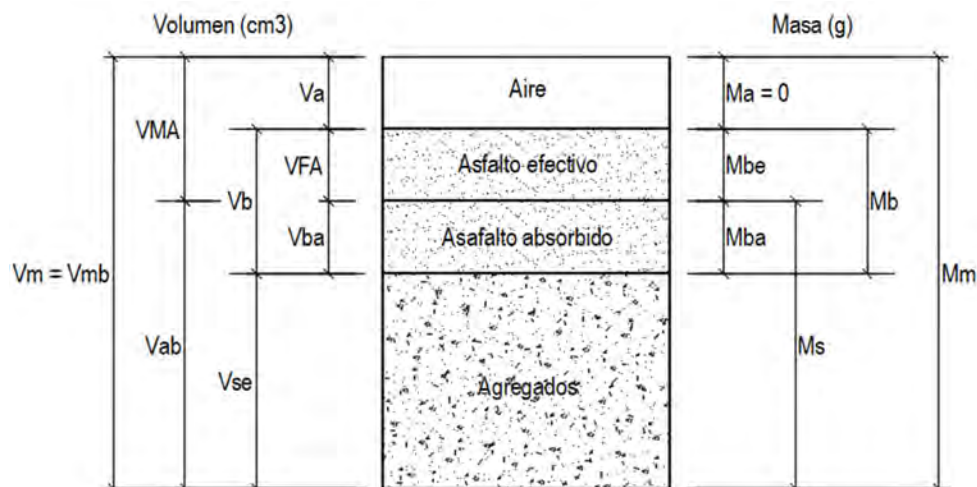 Volumen (cm3)
Masa (g)
Va
Aire
Ma = 0
VMA
VFA
Asfalto efectivo
Mbe
Vb
Mb
Vba
Asafalto absorbido
Mba
Vm = Vmb
Mm
Vab
Ms
Vse
Agregados